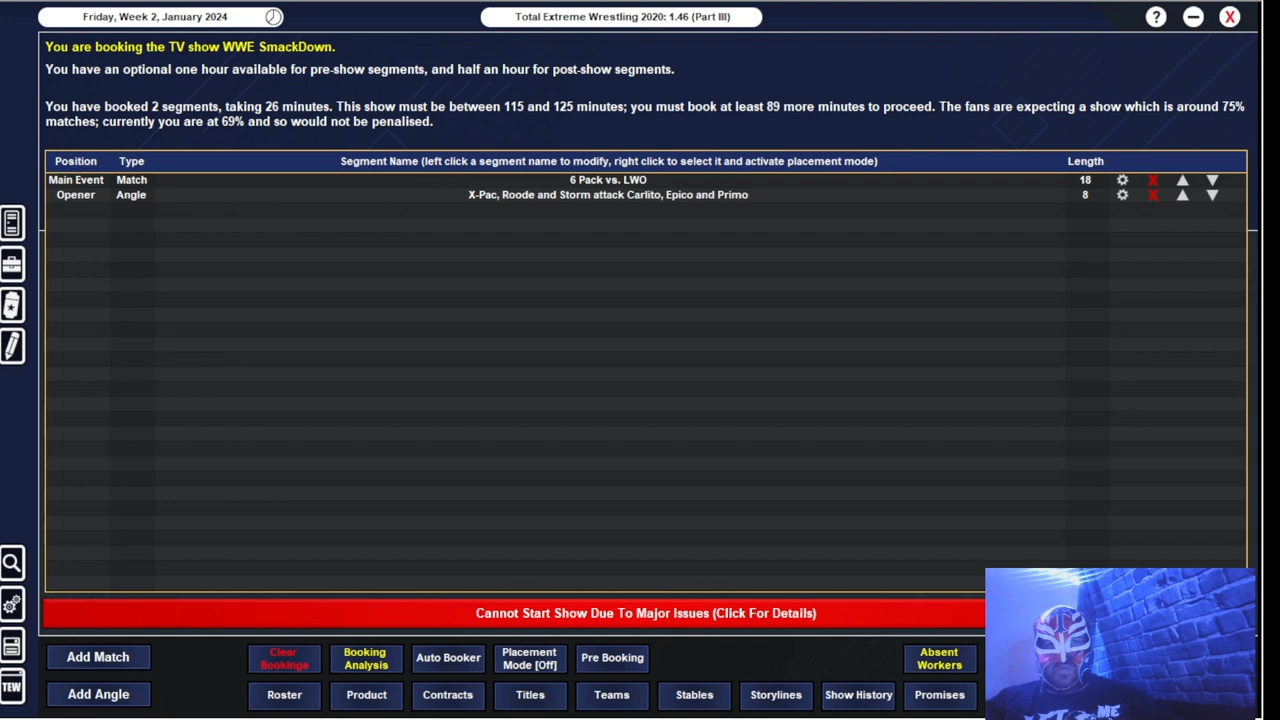 Friday, Week 2, January 2024
Total Extreme Wrestling 2020: 1.46 (Part III)
?
X
You are booking the TV show WWE SmackDown.
You have an optional one hour available for pre-show segments, and half an hour for post-show segments.
You have booked 2 segments, taking 26 minutes. This show must be between 115 and 125 minutes; you must book at least 89 more minutes to proceed. The fans are expecting a show which is around 75%
matches; currently you are at 69% and so would not be penalised.
Position Type Segment Name (left click a segment name to modify, right click to select it and activate placement mode) Length
Main Event Match 6 Pack vs. LWO 18 X
Opener Angle X-Pac, Roode and Storm attack Carlito, Epico and Primo 8 X
Cannot Start Show Due To Major Issues (Click For Details)
Add Match
Clear Bookings
Booking Analysis
Auto Booker
Placement Mode [Off]
Pre Booking
Absent Workers
TEW
Add Angle
Roster
Product
Contracts
Titles
Teams
Stables
Storylines
Show History
Promises
ME